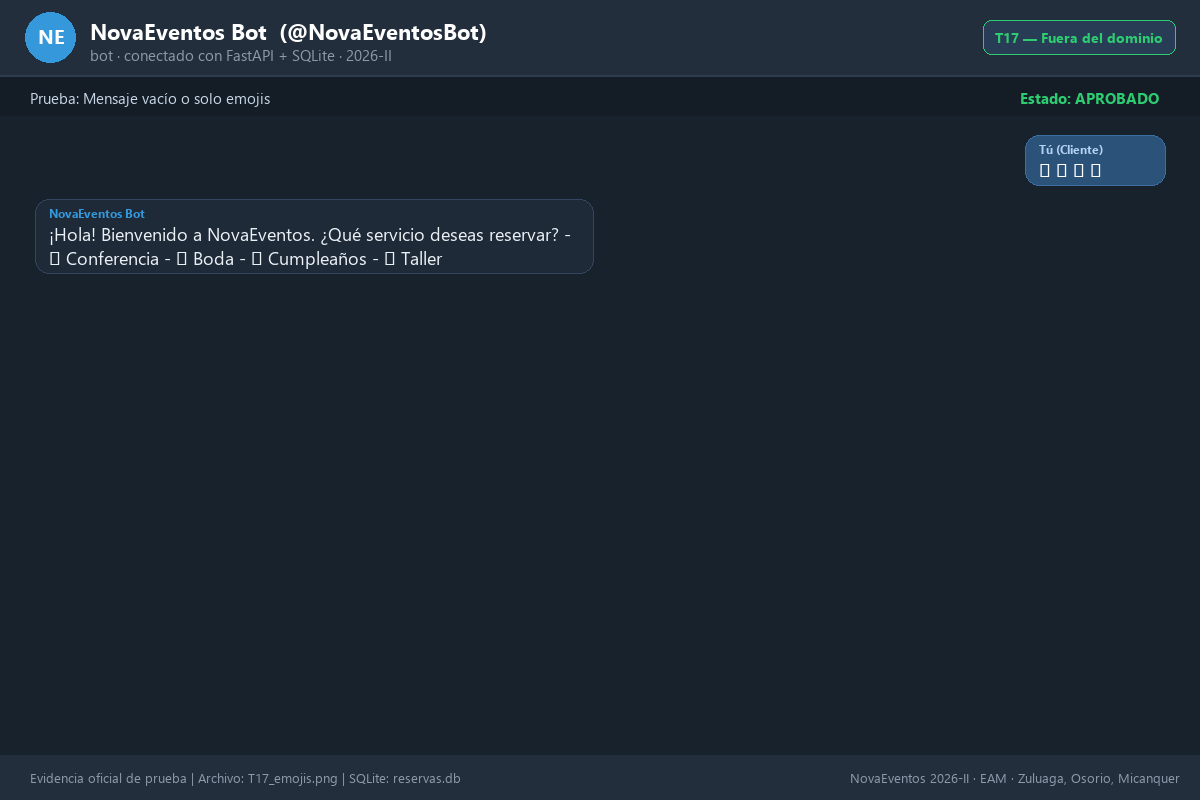 NE
NovaEventos Bot (@NovaEventosBot)
bot · conectado con FastAPI + SQLite · 2026-II
T17 — Fuera del dominio
Prueba: Mensaje vacío o solo emojis
Estado: APROBADO
Tú (Cliente)
▯ ▯ ▯ ▯
NovaEventos Bot
¡Hola! Bienvenido a NovaEventos. ¿Qué servicio deseas reservar? -
▯ Conferencia - ▯ Boda - ▯ Cumpleaños - ▯ Taller
Evidencia oficial de prueba | Archivo: T17_emojis.png | SQLite: reservas.db
NovaEventos 2026-II · EAM · Zuluaga, Osorio, Micanquer